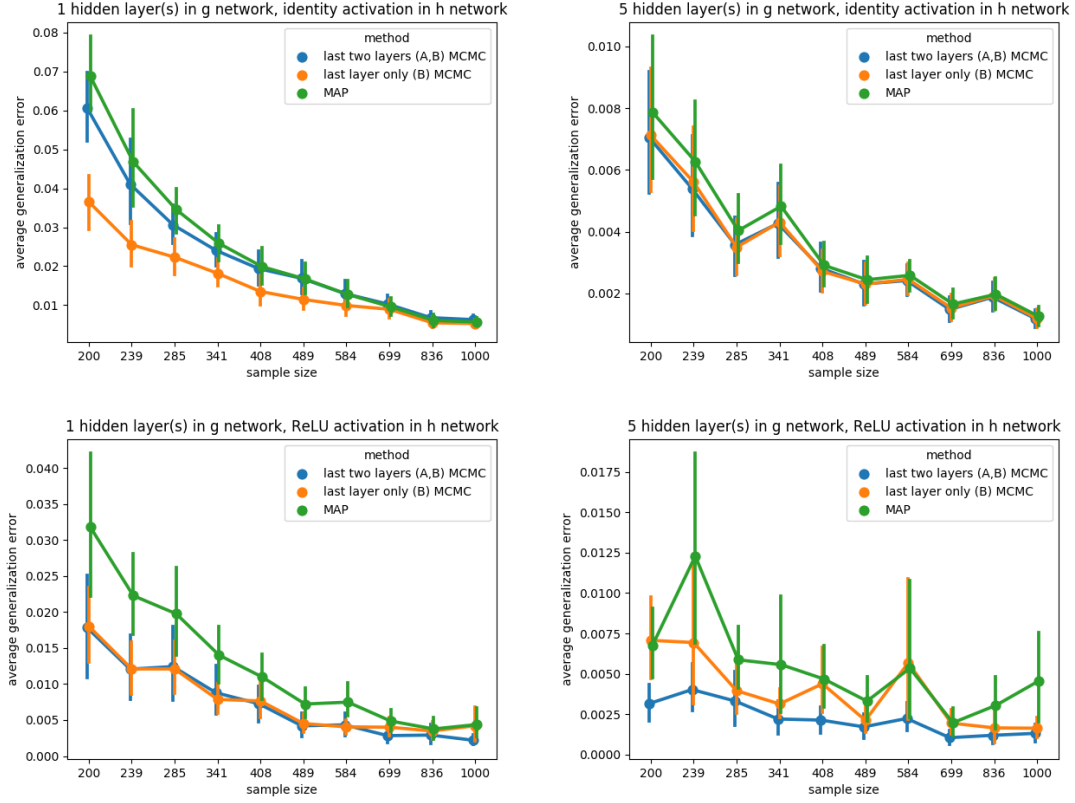 1 hidden layer(s) in g network, identity activation in h network
average generalization error
0.08
0.07
0.06
0.05
0.04
0.03
0.02
0.01
method
last two layers (A,B) MCMC
last layer only (B) MCMC
MAP
200 239 285 341 408 489 584 699 836 1000
sample size
5 hidden layer(s) in g network, identity activation in h network
average generalization error
0.010
0.008
0.006
0.004
0.002
method
last two layers (A,B) MCMC
last layer only (B) MCMC
MAP
200 239 285 341 408 489 584 699 836 1000
sample size
1 hidden layer(s) in g network, ReLU activation in h network
average generalization error
0.040
0.035
0.030
0.025
0.020
0.015
0.010
0.005
0.000
method
last two layers (A,B) MCMC
last layer only (B) MCMC
MAP
200 239 285 341 408 489 584 699 836 1000
sample size
5 hidden layer(s) in g network, ReLU activation in h network
average generalization error
0.0175
0.0150
0.0125
0.0100
0.0075
0.0050
0.0025
0.0000
method
last two layers (A,B) MCMC
last layer only (B) MCMC
MAP
200 239 285 341 408 489 584 699 836 1000
sample size